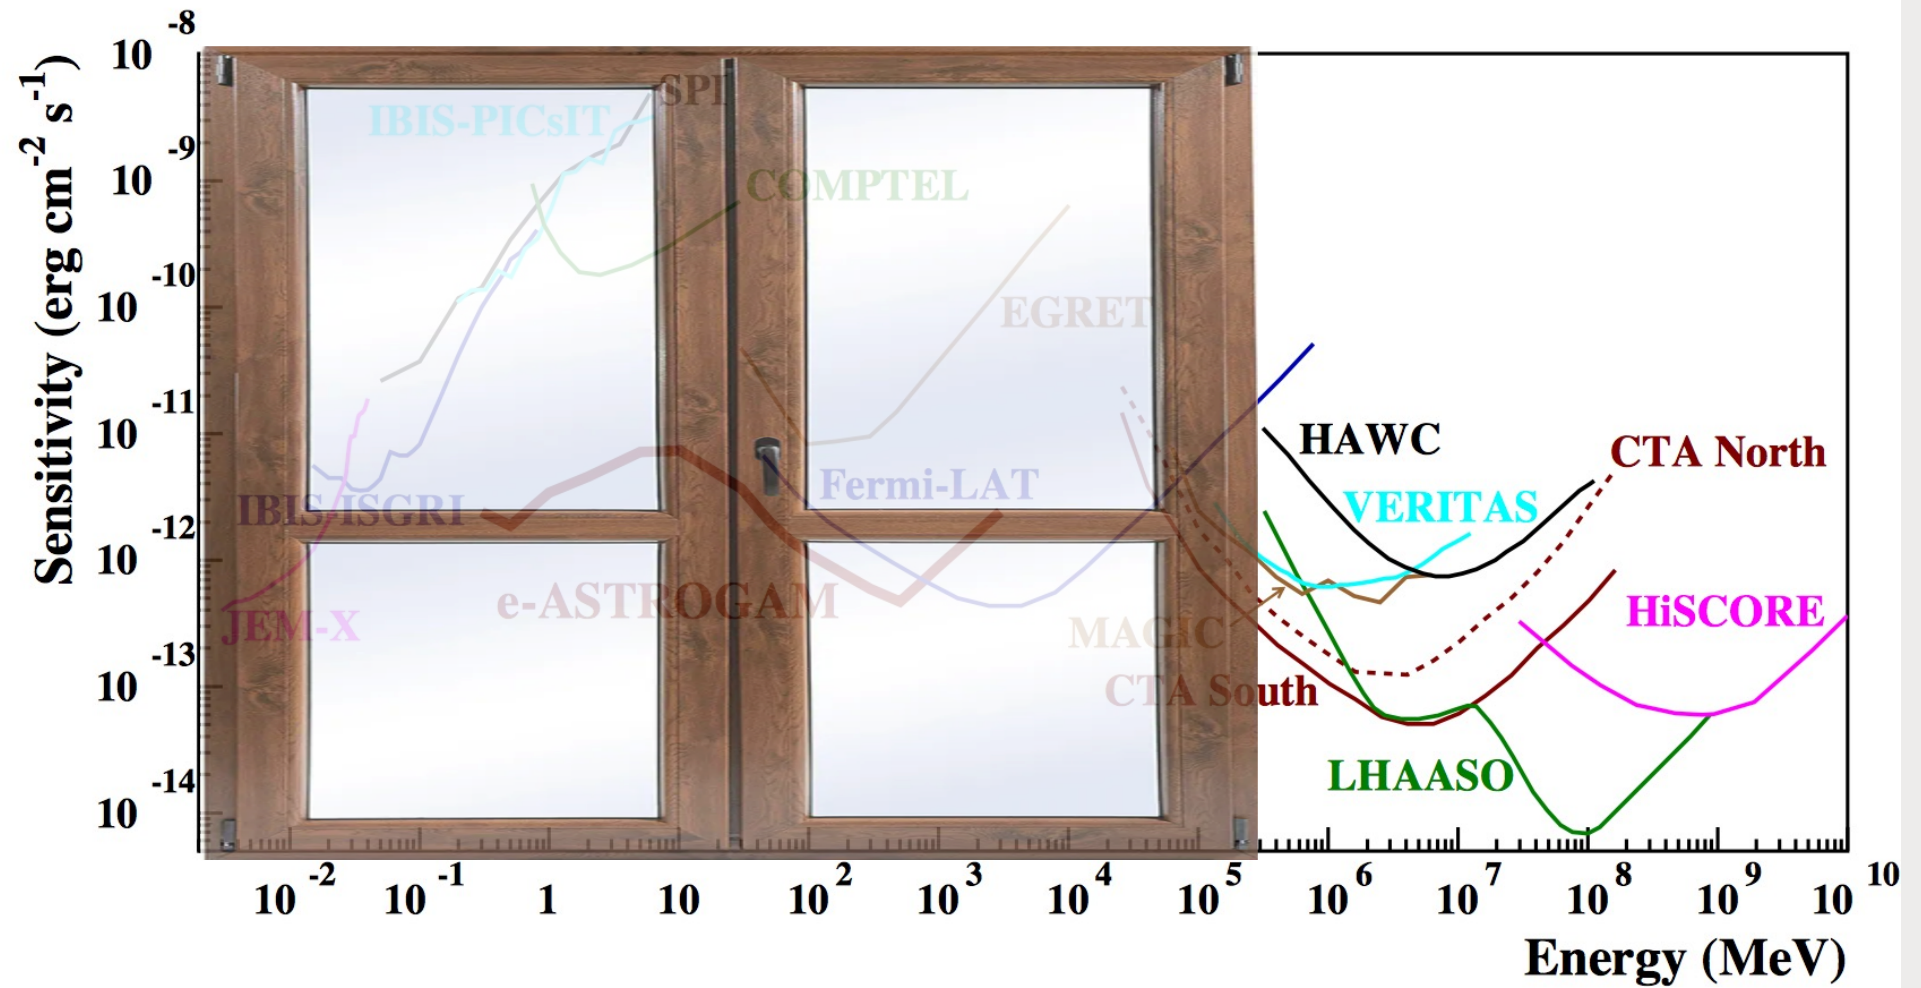 Sensitivity (erg cm-2 s-1)
10-8
10-9
10-10
10-11
10-12
10-13
10-14
SPI
IBIS-PICsIT
COMPTEL
EGRET
HAWC
CTA North
Fermi-LAT
VERITAS
IBIS-ISGRI
e-ASTROGAM
HiSCORE
JEM-X
MAGIC
CTA South
LHAASO
10-2 10-1 1 10 102 103 104 105 106 107 108 109 1010
Energy (MeV)